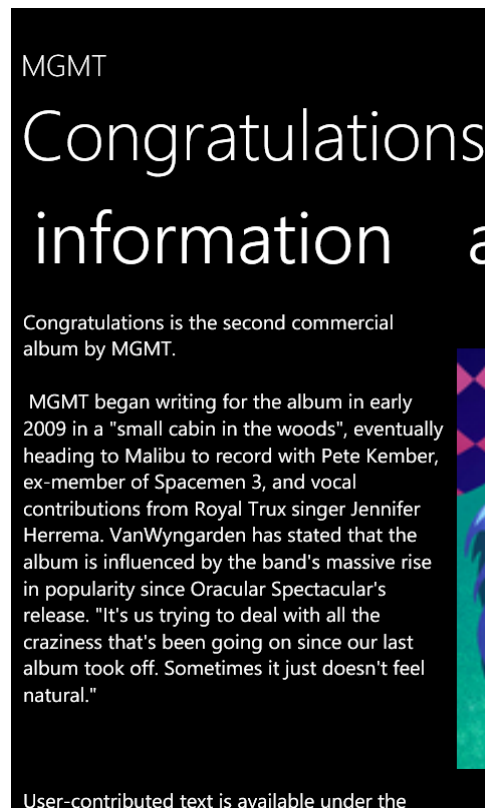 MGMT
Congratulations
information a
Congratulations is the second commercial
album by MGMT.
MGMT began writing for the album in early
2009 in a "small cabin in the woods", eventually
heading to Malibu to record with Pete Kember,
ex-member of Spacemen 3, and vocal
contributions from Royal Trux singer Jennifer
Herrema. VanWyngarden has stated that the
album is influenced by the band's massive rise
in popularity since Oracular Spectacular's
release. "It's us trying to deal with all the
craziness that's been going on since our last
album took off. Sometimes it just doesn't feel
natural."
User-contributed text is available under the